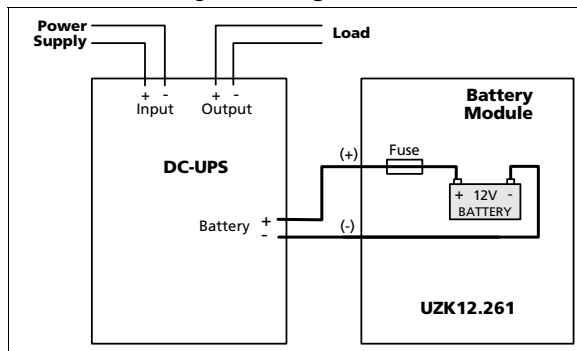 Power
Supply
Load
+ -
Input
+ -
Output
DC-UPS
Battery
+
-
Battery
Module
(+)
Fuse
+ 12V -
BATTERY
(-)
UZK12.261